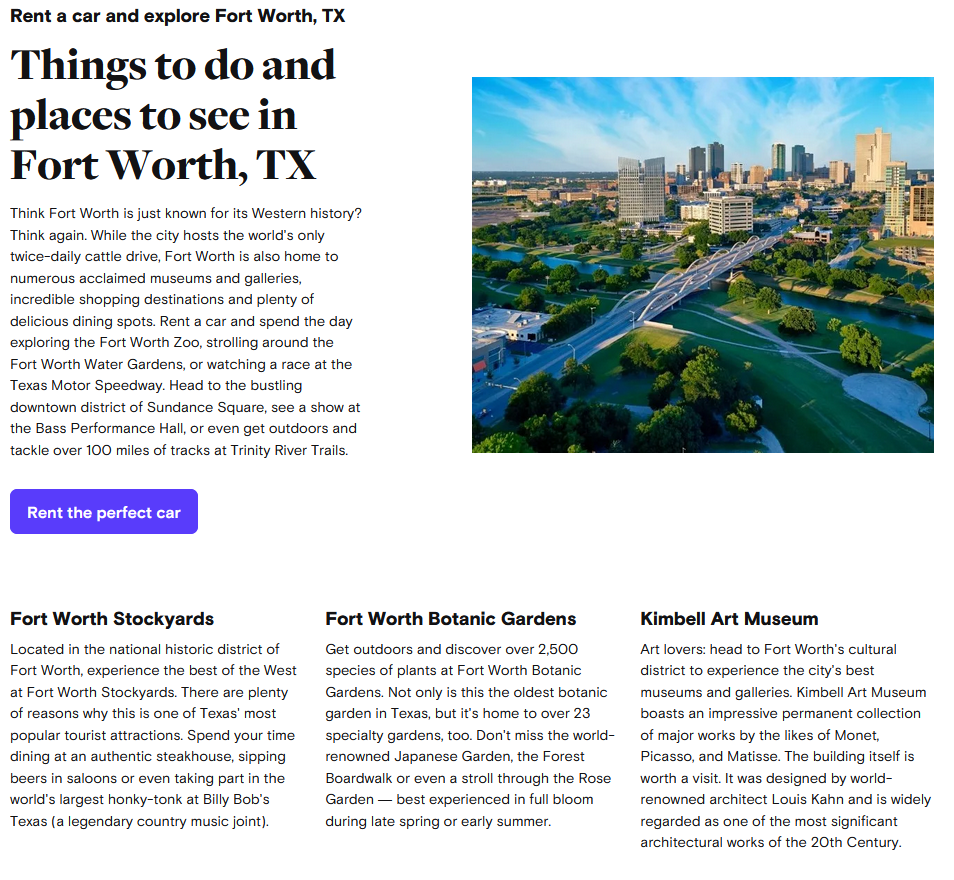 Rent a car and explore Fort Worth, TX
Things to do and
places to see in
Fort Worth, TX
Think Fort Worth is just known for its Western history?
Think again. While the city hosts the world's only
twice-daily cattle drive, Fort Worth is also home to
numerous acclaimed museums and galleries,
incredible shopping destinations and plenty of
delicious dining spots. Rent a car and spend the day
exploring the Fort Worth Zoo, strolling around the
Fort Worth Water Gardens, or watching a race at the
Texas Motor Speedway. Head to the bustling
downtown district of Sundance Square, see a show at
the Bass Performance Hall, or even get outdoors and
tackle over 100 miles of tracks at Trinity River Trails.
Rent the perfect car
Fort Worth Stockyards
Located in the national historic district of
Fort Worth, experience the best of the West
at Fort Worth Stockyards. There are plenty
of reasons why this is one of Texas' most
popular tourist attractions. Spend your time
dining at an authentic steakhouse, sipping
beers in saloons or even taking part in the
world's largest honky-tonk at Billy Bob's
Texas (a legendary country music joint).
Fort Worth Botanic Gardens
Get outdoors and discover over 2,500
species of plants at Fort Worth Botanic
Gardens. Not only is this the oldest botanic
garden in Texas, but it's home to over 23
specialty gardens, too. Don't miss the world-
renowned Japanese Garden, the Forest
Boardwalk or even a stroll through the Rose
Garden — best experienced in full bloom
during late spring or early summer.
Kimbell Art Museum
Art lovers: head to Fort Worth's cultural
district to experience the city's best
museums and galleries. Kimbell Art Museum
boasts an impressive permanent collection
of major works by the likes of Monet,
Picasso, and Matisse. The building itself is
worth a visit. It was designed by world-
renowned architect Louis Kahn and is widely
regarded as one of the most significant
architectural works of the 20th Century.